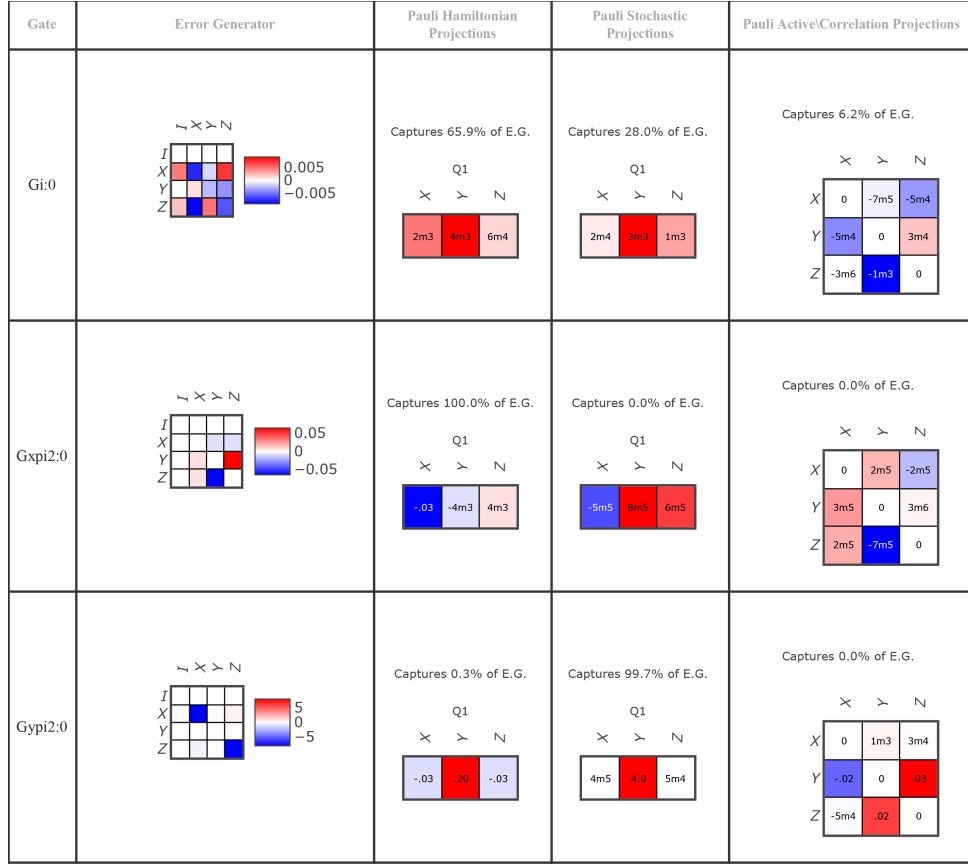 Gate
Error Generator
Pauli Hamiltonian
Projections
Pauli Stochastic
Projections
Pauli Active\Correlation Projections
Gi:0
I X Y Z
I
X
Y
Z
0.005
0
−0.005
Captures 65.9% of E.G.
Q1
X Y Z
2m3 4m3 6m4
Captures 28.0% of E.G.
Q1
X Y Z
2m4 3m3 1m3
Captures 6.2% of E.G.
X Y Z
X 0 -7m5 -5m4
Y -5m4 0 3m4
Z -3m6 -1m3 0
Gxpi2:0
I X Y Z
I
X
Y
Z
0.05
0
−0.05
Captures 100.0% of E.G.
Q1
X Y Z
-.03 -4m3 4m3
Captures 0.0% of E.G.
Q1
X Y Z
-5m5 8m5 6m5
Captures 0.0% of E.G.
X Y Z
X 0 2m5 -2m5
Y 3m5 0 3m6
Z 2m5 -7m5 0
Gypi2:0
I X Y Z
I
X
Y
Z
5
0
−5
Captures 0.3% of E.G.
Q1
X Y Z
-.03 .20 -.03
Captures 99.7% of E.G.
Q1
X Y Z
4m5 4.0 5m4
Captures 0.0% of E.G.
X Y Z
X 0 1m3 3m4
Y -.02 0 .03
Z -5m4 .02 0